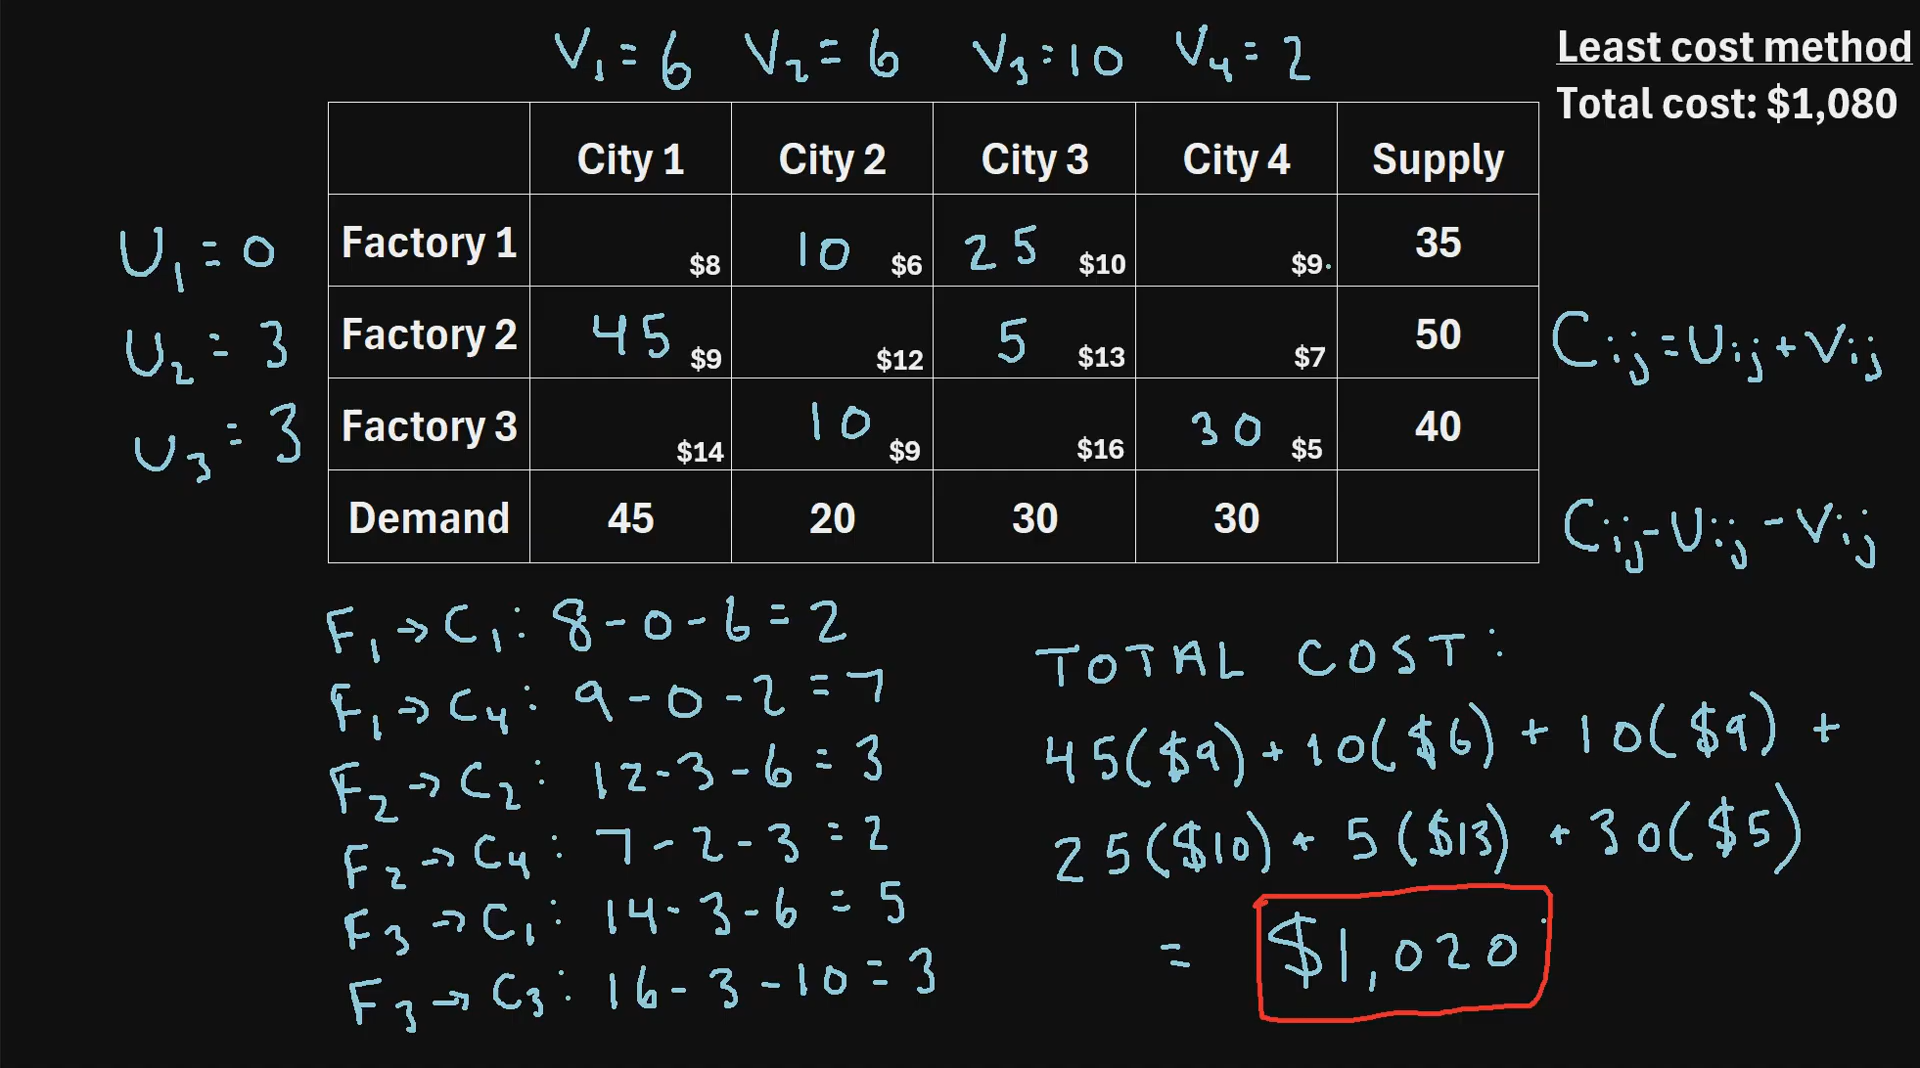 V₁ = 6 V₂ = 6 V₃ = 10 V₄ = 2
Least cost method
Total cost: $1,080
City 1 City 2 City 3 City 4 Supply
U₁ = 0 Factory 1 $8 10 $6 25 $10 $9 35
U₂ = 3 Factory 2 45 $9 $12 5 $13 $7 50
U₃ = 3 Factory 3 $14 10 $9 $16 30 $5 40
Demand 45 20 30 30
Cij = Uij + Vij
Cij - Uij - Vij
F₁ → C₁: 8 - 0 - 6 = 2
F₁ → C₄: 9 - 0 - 2 = 7
F₂ → C₂: 12 - 3 - 6 = 3
F₂ → C₄: 7 - 2 - 3 = 2
F₃ → C₁: 14 - 3 - 6 = 5
F₃ → C₃: 16 - 3 - 10 = 3
TOTAL COST:
45($9) + 10($6) + 10($9) +
25($10) + 5($13) + 30($5)
= $1,020